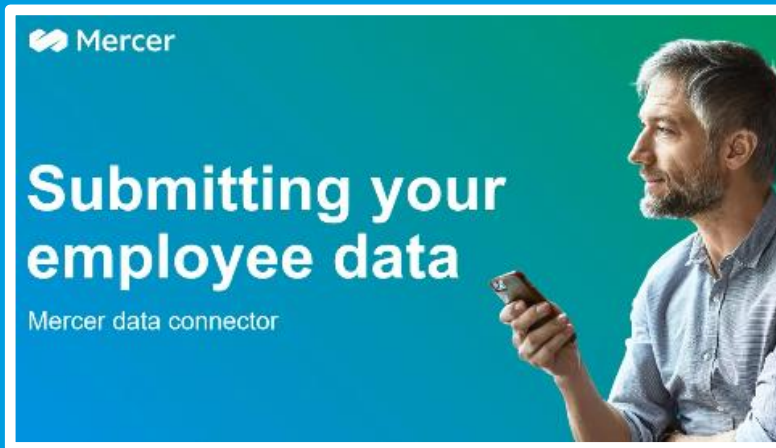 Mercer
Submitting your
employee data
Mercer data connector